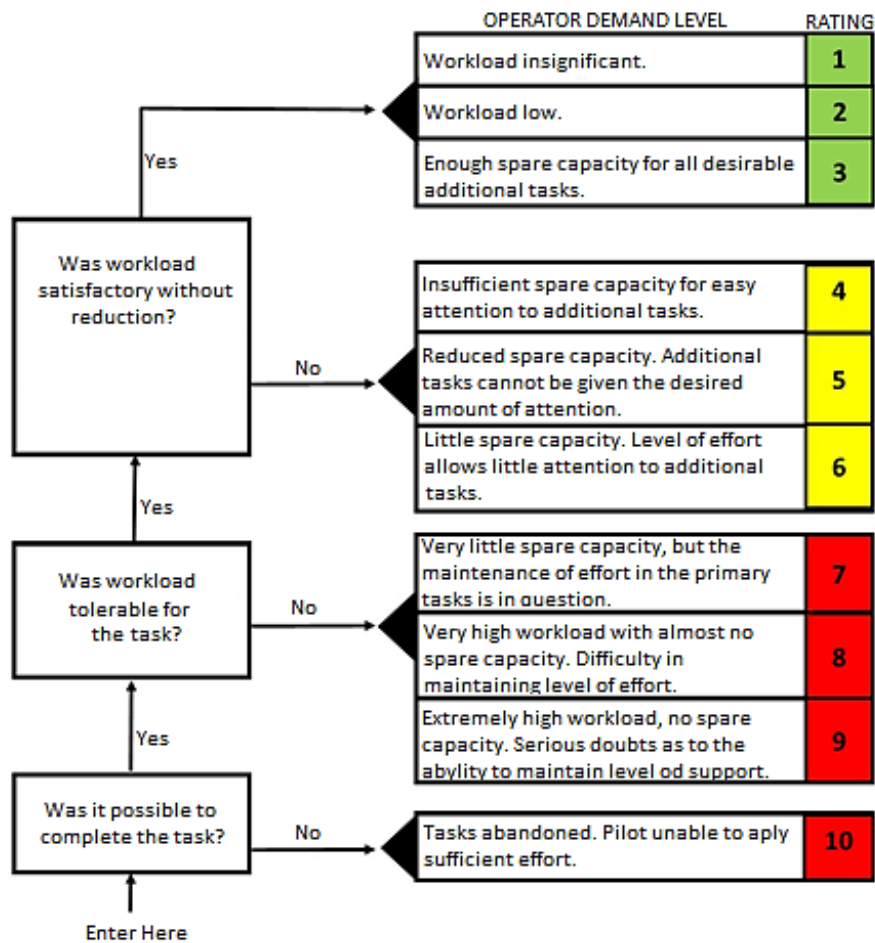 OPERATOR DEMAND LEVEL RATING
Workload insignificant. 1
Workload low. 2
Yes
Enough spare capacity for all desirable
additional tasks.
3
Was workload
satisfactory without
reduction?
Insufficient spare capacity for easy
attention to additional tasks.
4
No
Reduced spare capacity. Additional
tasks cannot be given the desired
amount of attention.
5
Little spare capacity. Level of effort
allows little attention to additional
tasks.
6
Yes
Was workload
tolerable for
the task?
No
Very little spare capacity, but the
maintenance of effort in the primary
tasks is in question.
7
Very high workload with almost no
spare capacity. Difficulty in
maintaining level of effort.
8
Yes
Extremely high workload, no spare
capacity. Serious doubts as to the
abylity to maintain level od support.
9
Was it possible to
complete the task?
No
Tasks abandoned. Pilot unable to aply
sufficient effort.
10
Enter Here